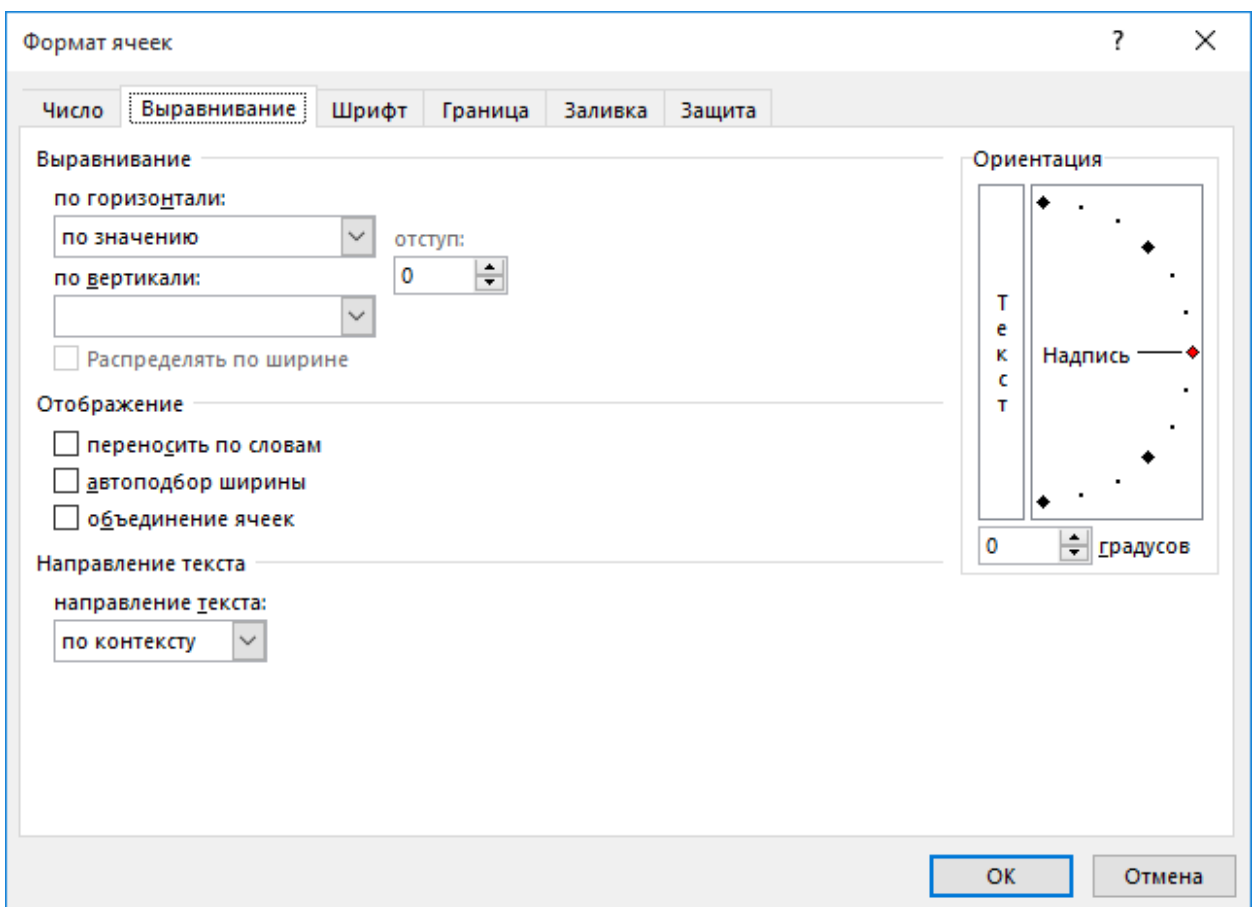 Формат ячеек ?
Число Выравнивание Шрифт Граница Заливка Защита
Выравнивание
по горизонтали:
по значению
отступ:
0
по вертикали:
Распределять по ширине
Отображение
переносить по словам
автоподбор ширины
объединение ячеек
Направление текста
направление текста:
по контексту
Ориентация
Текст
Надпись
0 градусов
ОК Отмена